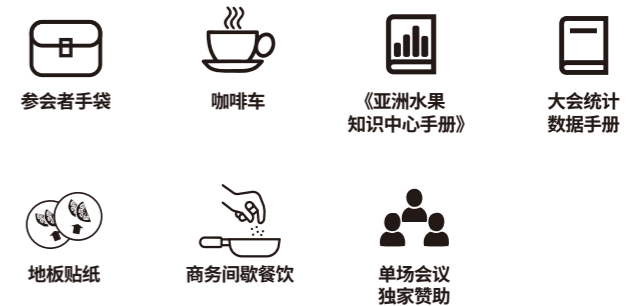 参会者手袋
咖啡车
《亚洲水果
知识中心手册》
大会统计
数据手册
地板贴纸
商务间歇餐饮
单场会议
独家赞助